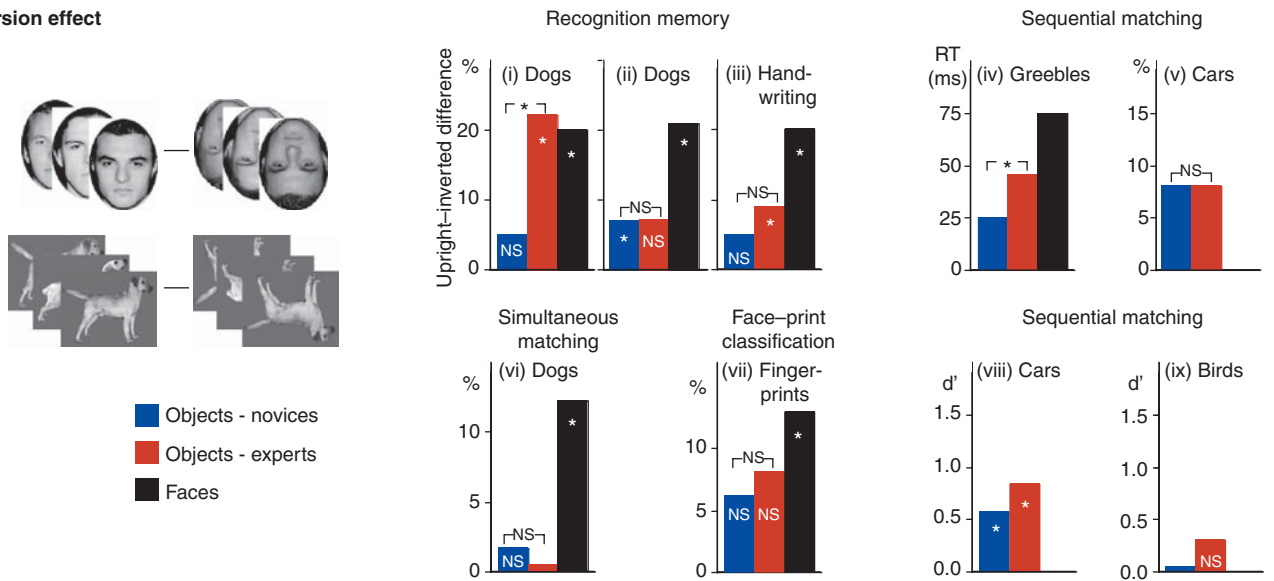 rsion effect
Recognition memory
Sequential matching
Upright–inverted difference
%
(i) Dogs
(ii) Dogs
(iii) Hand-
writing
20
10
0
*
*
*
NS
NS
*
NS
*
NS
*
*
NS
RT
(ms)
(iv) Greebles
75
50
25
0
*
%
(v) Cars
15
10
5
0
NS
Simultaneous
matching
%
(vi) Dogs
10
5
0
NS
NS
*
Face–print
classification
%
(vii) Finger-
prints
10
5
0
NS
NS
NS
*
Sequential matching
d'
(viii) Cars
1.5
1.0
0.5
0.0
*
*
d'
(ix) Birds
1.5
1.0
0.5
0.0
NS
Objects - novices
Objects - experts
Faces